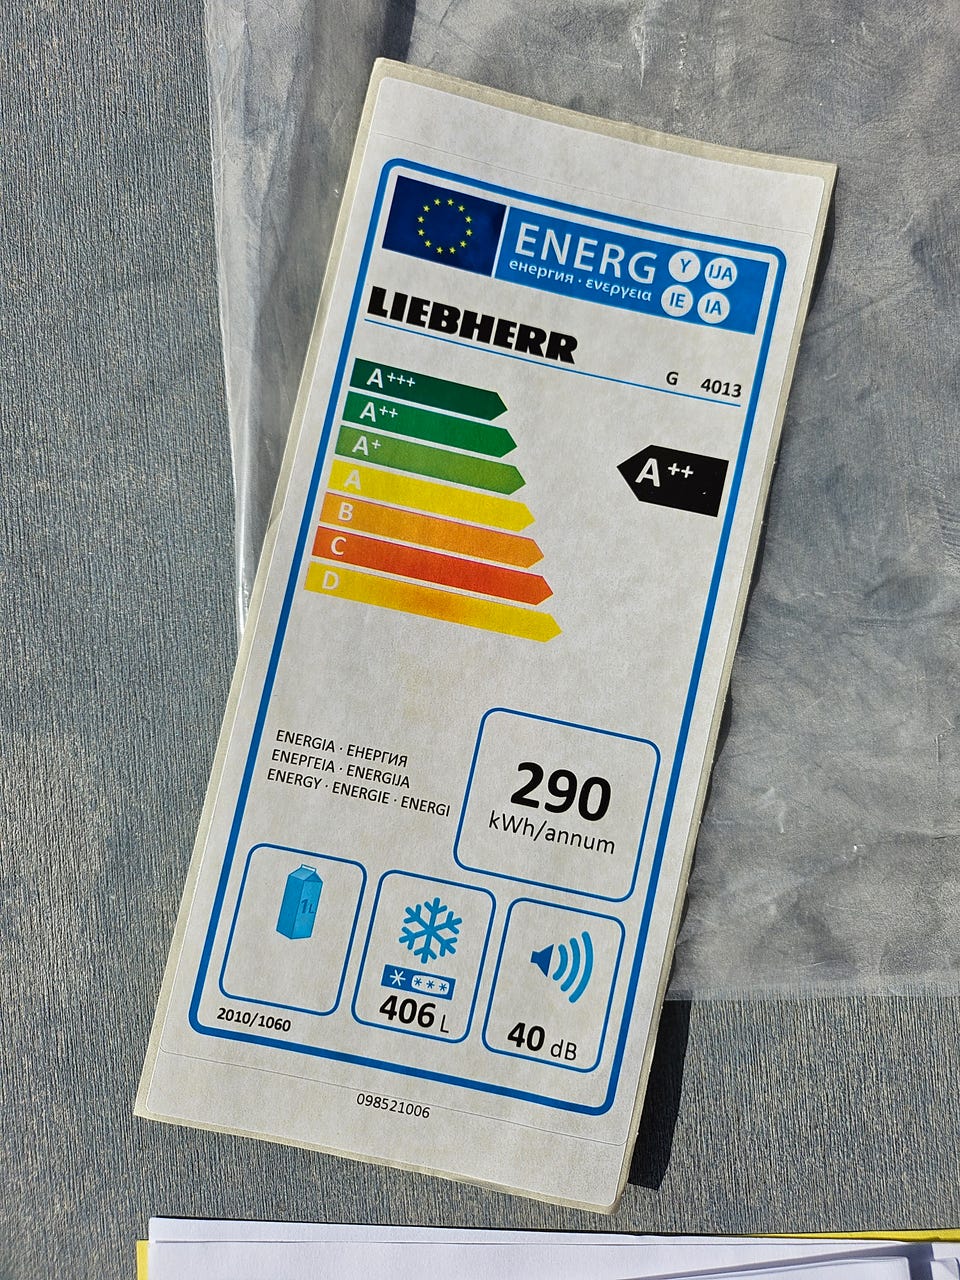 ENERG Y IJA
енергия · ενεργεια IE IA
LIEBHERR
G 4013
A+++
A++
A+
A
B
C
D
A++
ENERGIA · ЕНЕРГИЯ
ΕΝΕΡΓΕΙΑ · ENERGIJA
ENERGY · ENERGIE · ENERGI
290
kWh/annum
1L
406 L
40 dB
2010/1060
098521006